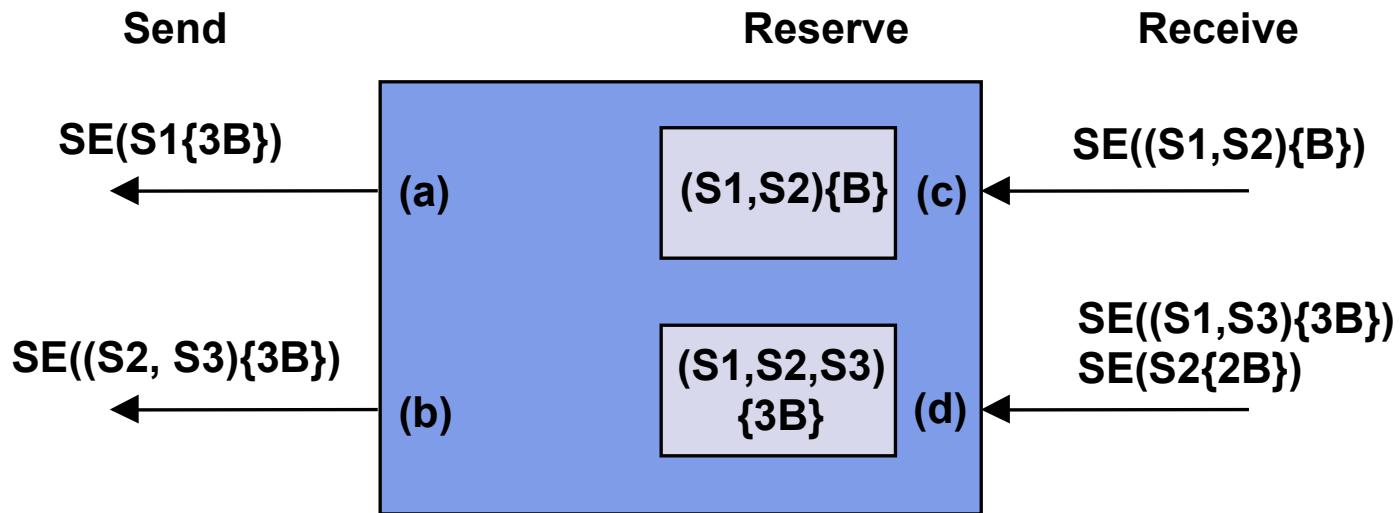 Send
Reserve
Receive
SE(S1{3B})
(a)
(S1,S2){B}
(c)
SE((S1,S2){B})
SE((S2, S3){3B})
(b)
(S1,S2,S3)
{3B}
(d)
SE((S1,S3){3B})
SE(S2{2B})